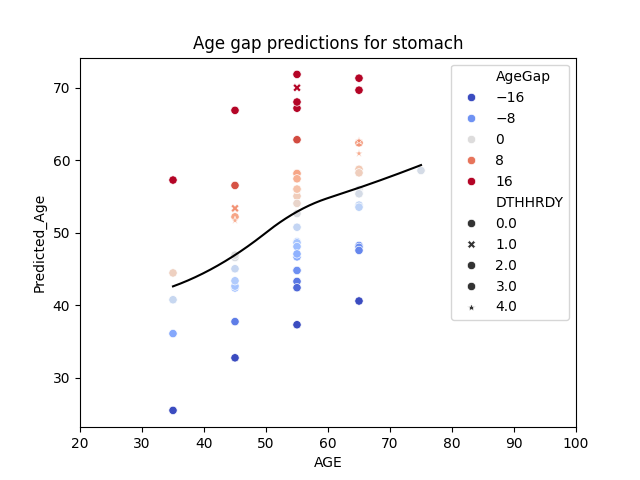 Age gap predictions for stomach
Predicted_Age
70
60
50
40
30
20 30 40 50 60 70 80 90 100
AGE
AgeGap
−16
−8
0
8
16
DTHHRDY
0.0
1.0
2.0
3.0
4.0